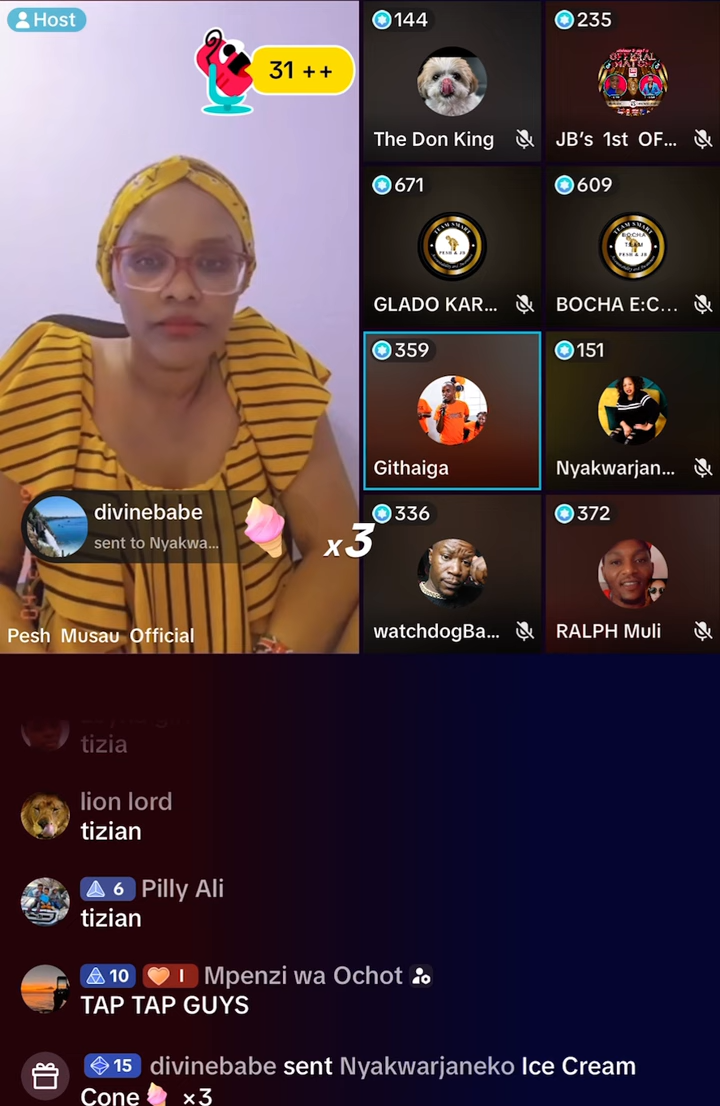 Host
31 ++
144
The Don King
235
JB's 1st OF...
671
GLADO KAR...
609
BOCHA E:C...
359
Githaiga
151
Nyakwarjan...
336
watchdogBa...
372
RALPH Muli
divinebabe
sent to Nyakwa...
x3
Pesh Musau Official
tizia
lion lord
tizian
6 Pilly Ali
tizian
10 I Mpenzi wa Ochot
TAP TAP GUYS
15 divinebabe sent Nyakwarjaneko Ice Cream
Cone ×3